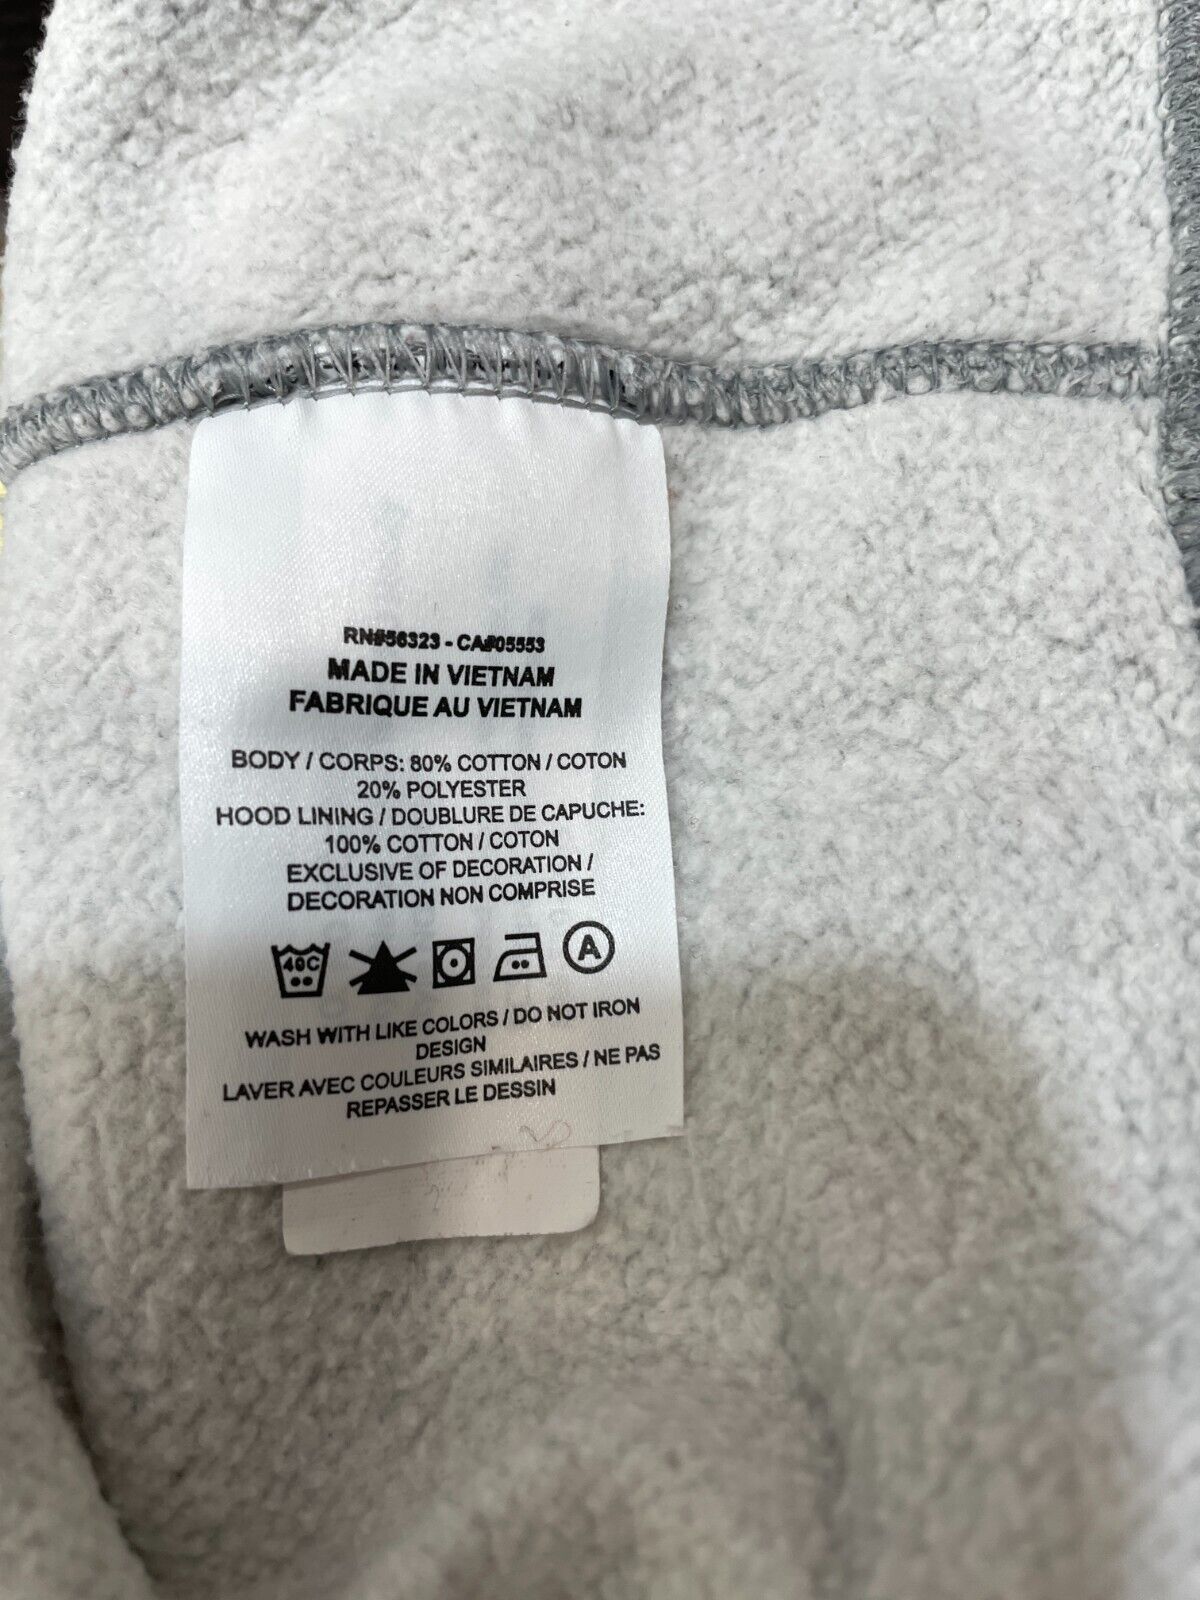 RN#56323 - CA#05553
MADE IN VIETNAM
FABRIQUE AU VIETNAM
BODY / CORPS: 80% COTTON / COTON
20% POLYESTER
HOOD LINING / DOUBLURE DE CAPUCHE:
100% COTTON / COTON
EXCLUSIVE OF DECORATION /
DECORATION NON COMPRISE
40C A
WASH WITH LIKE COLORS / DO NOT IRON
DESIGN
LAVER AVEC COULEURS SIMILAIRES / NE PAS
REPASSER LE DESSIN